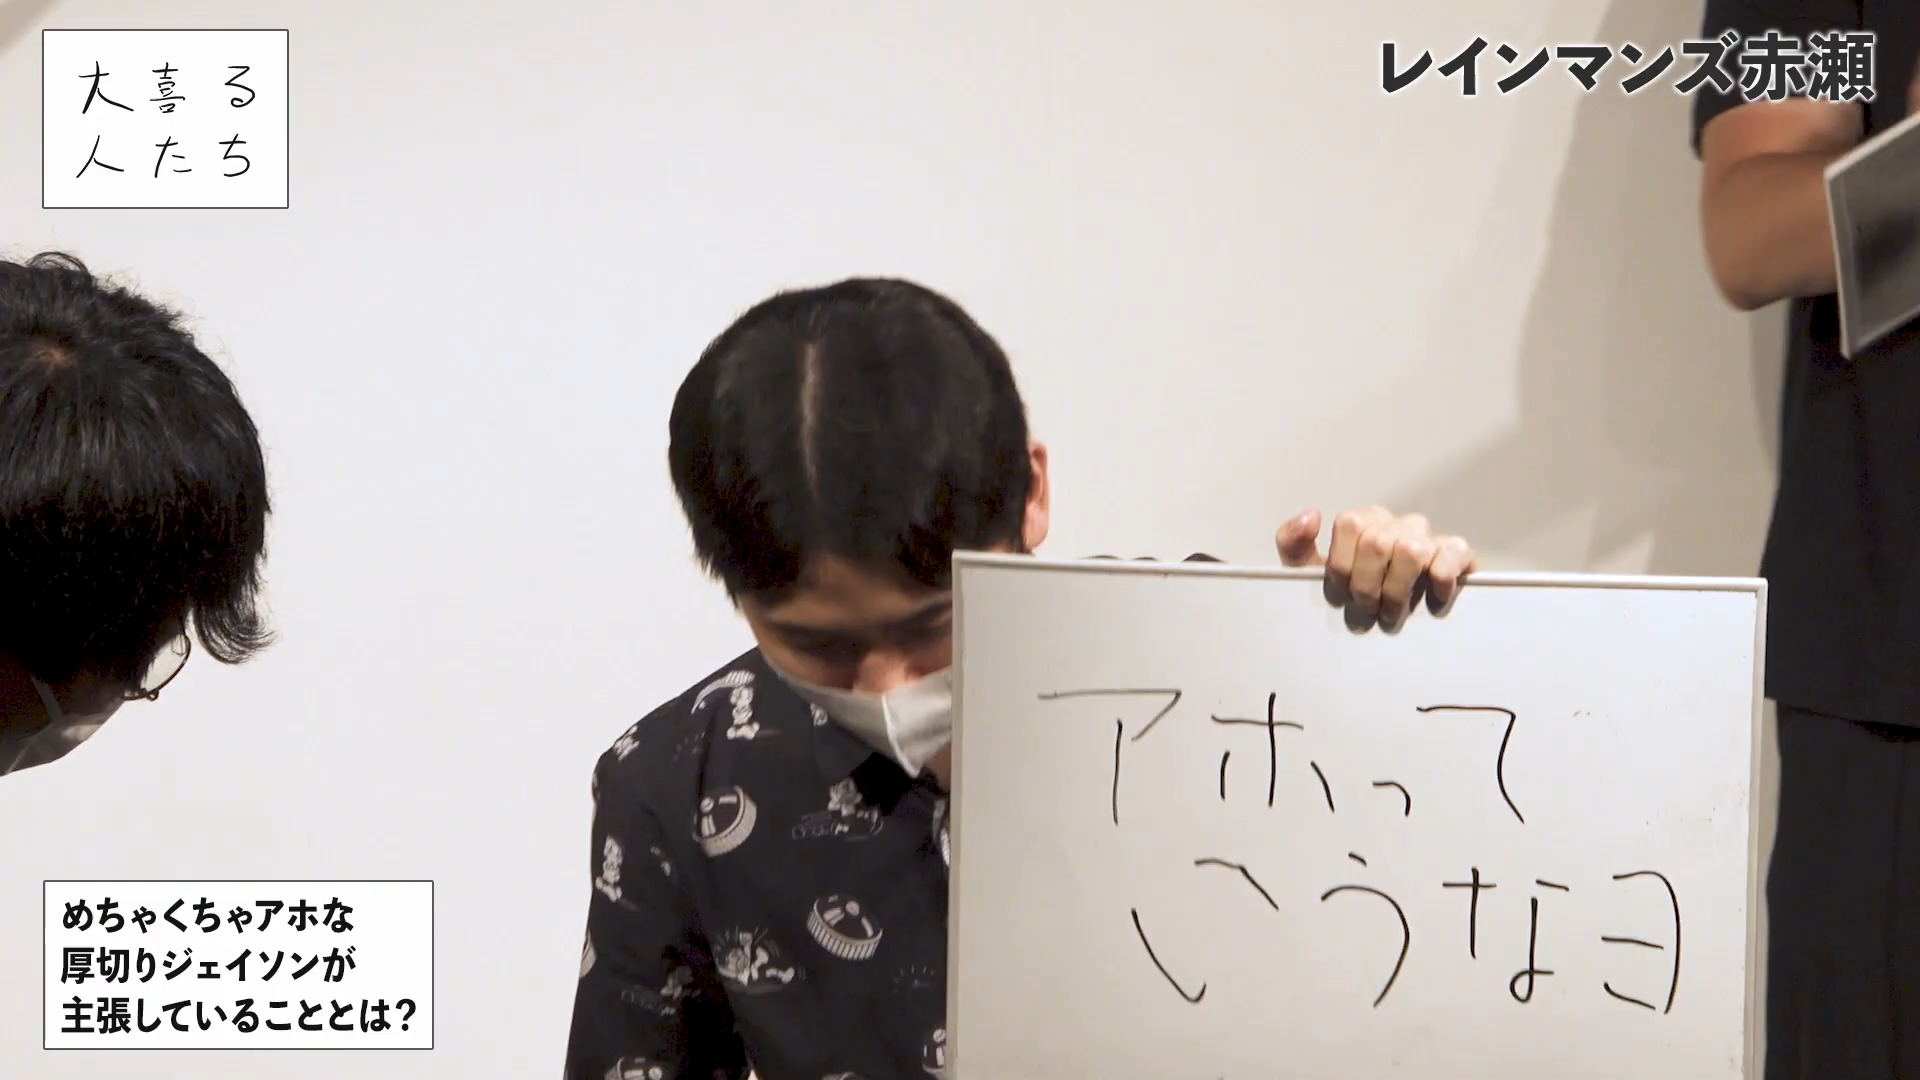 大喜る
人たち
レインマンズ赤瀬
アホって
いうなヨ
めちゃくちゃアホな
厚切りジェイソンが
主張していることとは?